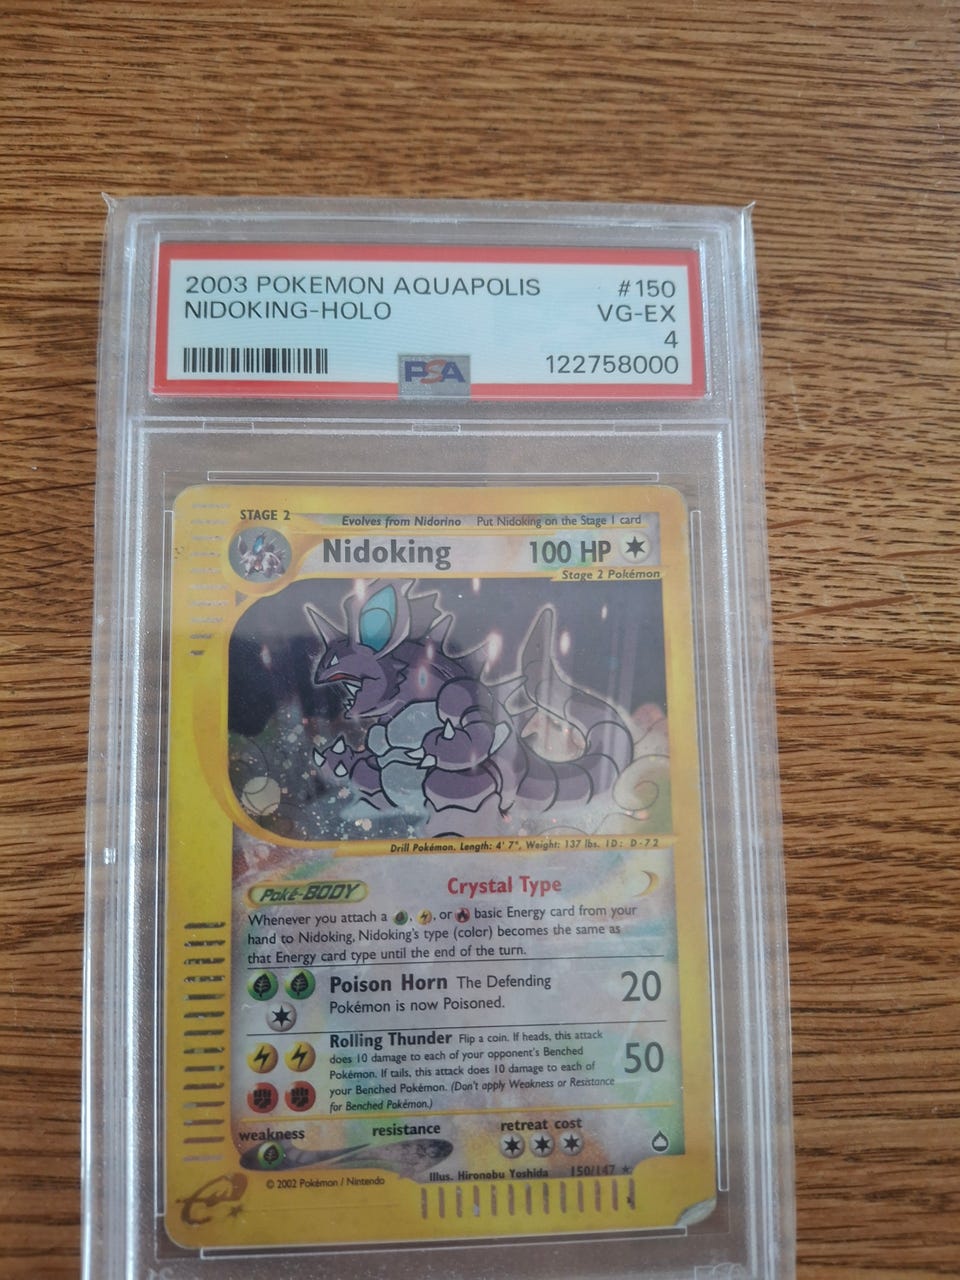 2003 POKEMON AQUAPOLIS #150
NIDOKING-HOLO VG-EX
4
PSA 122758000
STAGE 2 Evolves from Nidorino Put Nidoking on the Stage 1 card
Nidoking 100 HP
Stage 2 Pokémon
Drill Pokémon. Length: 4' 7", Weight: 137 lbs. ID: D-72
Poké-BODY Crystal Type
Whenever you attach a , , or basic Energy card from your
hand to Nidoking, Nidoking's type (color) becomes the same as
that Energy card type until the end of the turn.
Poison Horn The Defending 20
Pokémon is now Poisoned.
Rolling Thunder Flip a coin. If heads, this attack
does 10 damage to each of your opponent's Benched 50
Pokémon. If tails, this attack does 10 damage to each of
your Benched Pokémon. (Don't apply Weakness or Resistance
for Benched Pokémon.)
weakness resistance retreat cost
Illus. Hironobu Yoshida 150/147 ★
© 2002 Pokémon / Nintendo